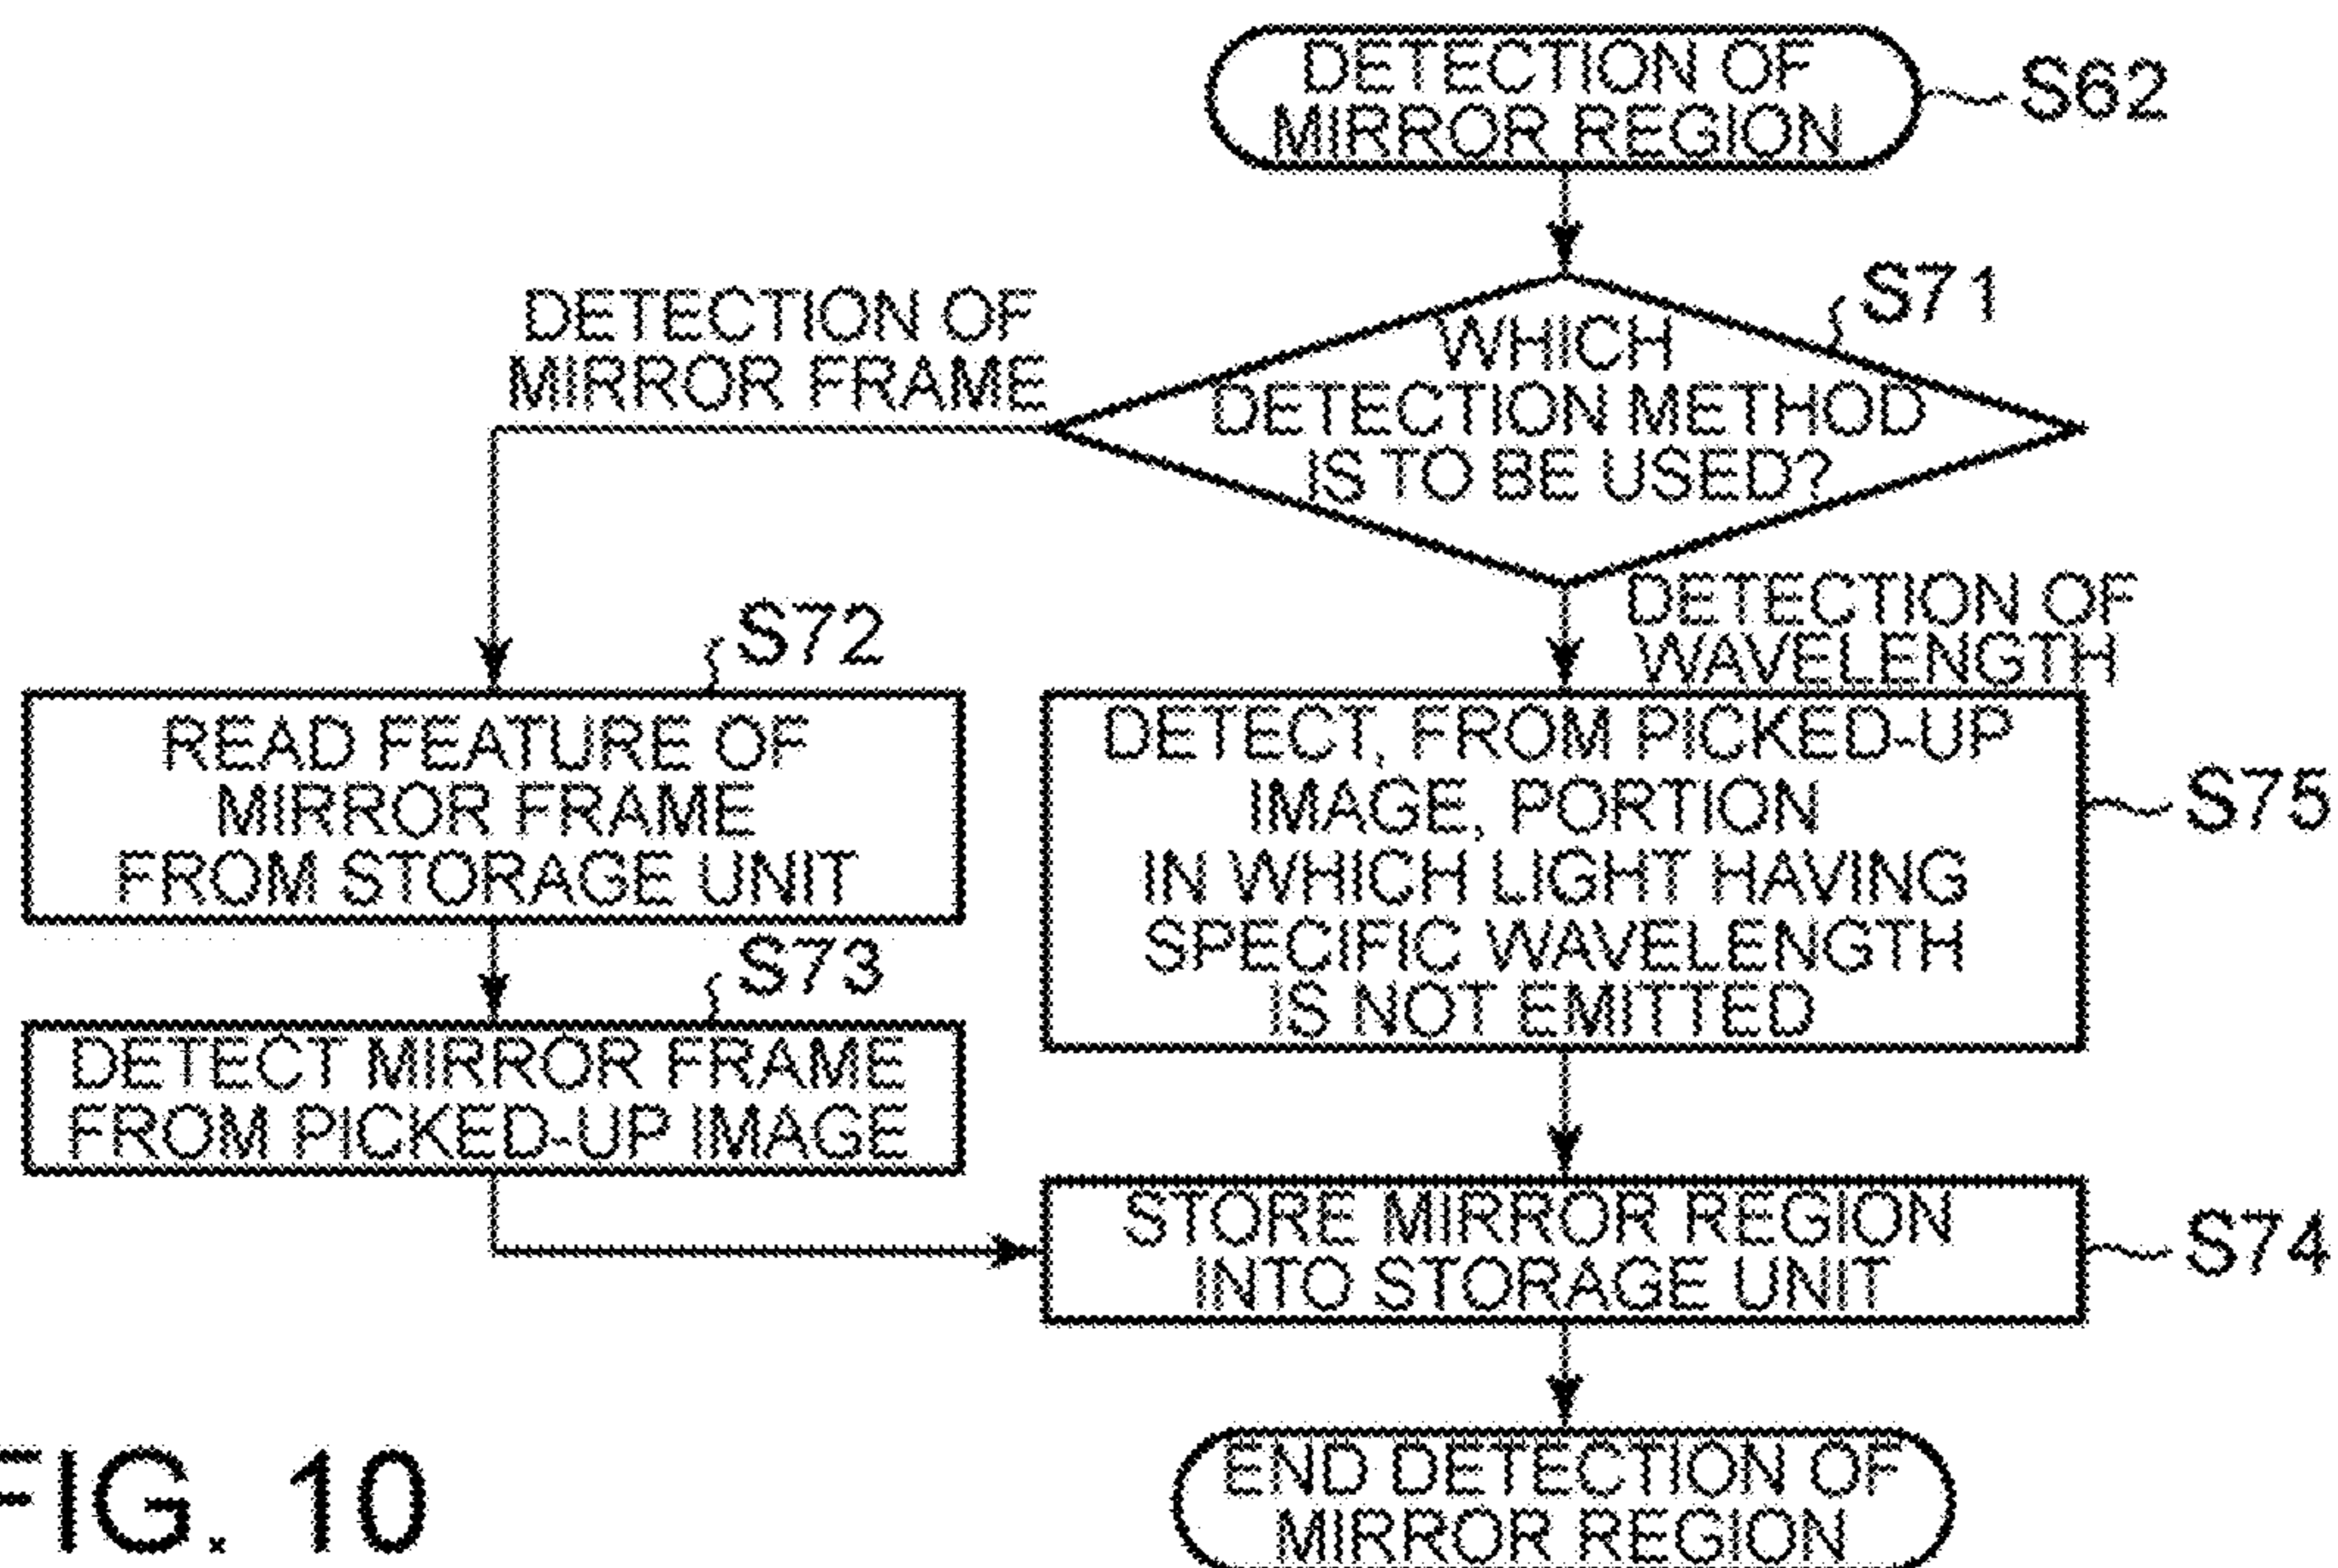 DETECTION OF
MIRROR REGION
S62
S71
WHICH
DETECTION METHOD
IS TO BE USED?
DETECTION OF
MIRROR FRAME
DETECTION OF
WAVELENGTH
S72
READ FEATURE OF
MIRROR FRAME
FROM STORAGE UNIT
S73
DETECT MIRROR FRAME
FROM PICKED-UP IMAGE
DETECT, FROM PICKED-UP
IMAGE, PORTION
IN WHICH LIGHT HAVING
SPECIFIC WAVELENGTH
IS NOT EMITTED
S75
STORE MIRROR REGION
INTO STORAGE UNIT
S74
END DETECTION OF
MIRROR REGION
FIG. 10